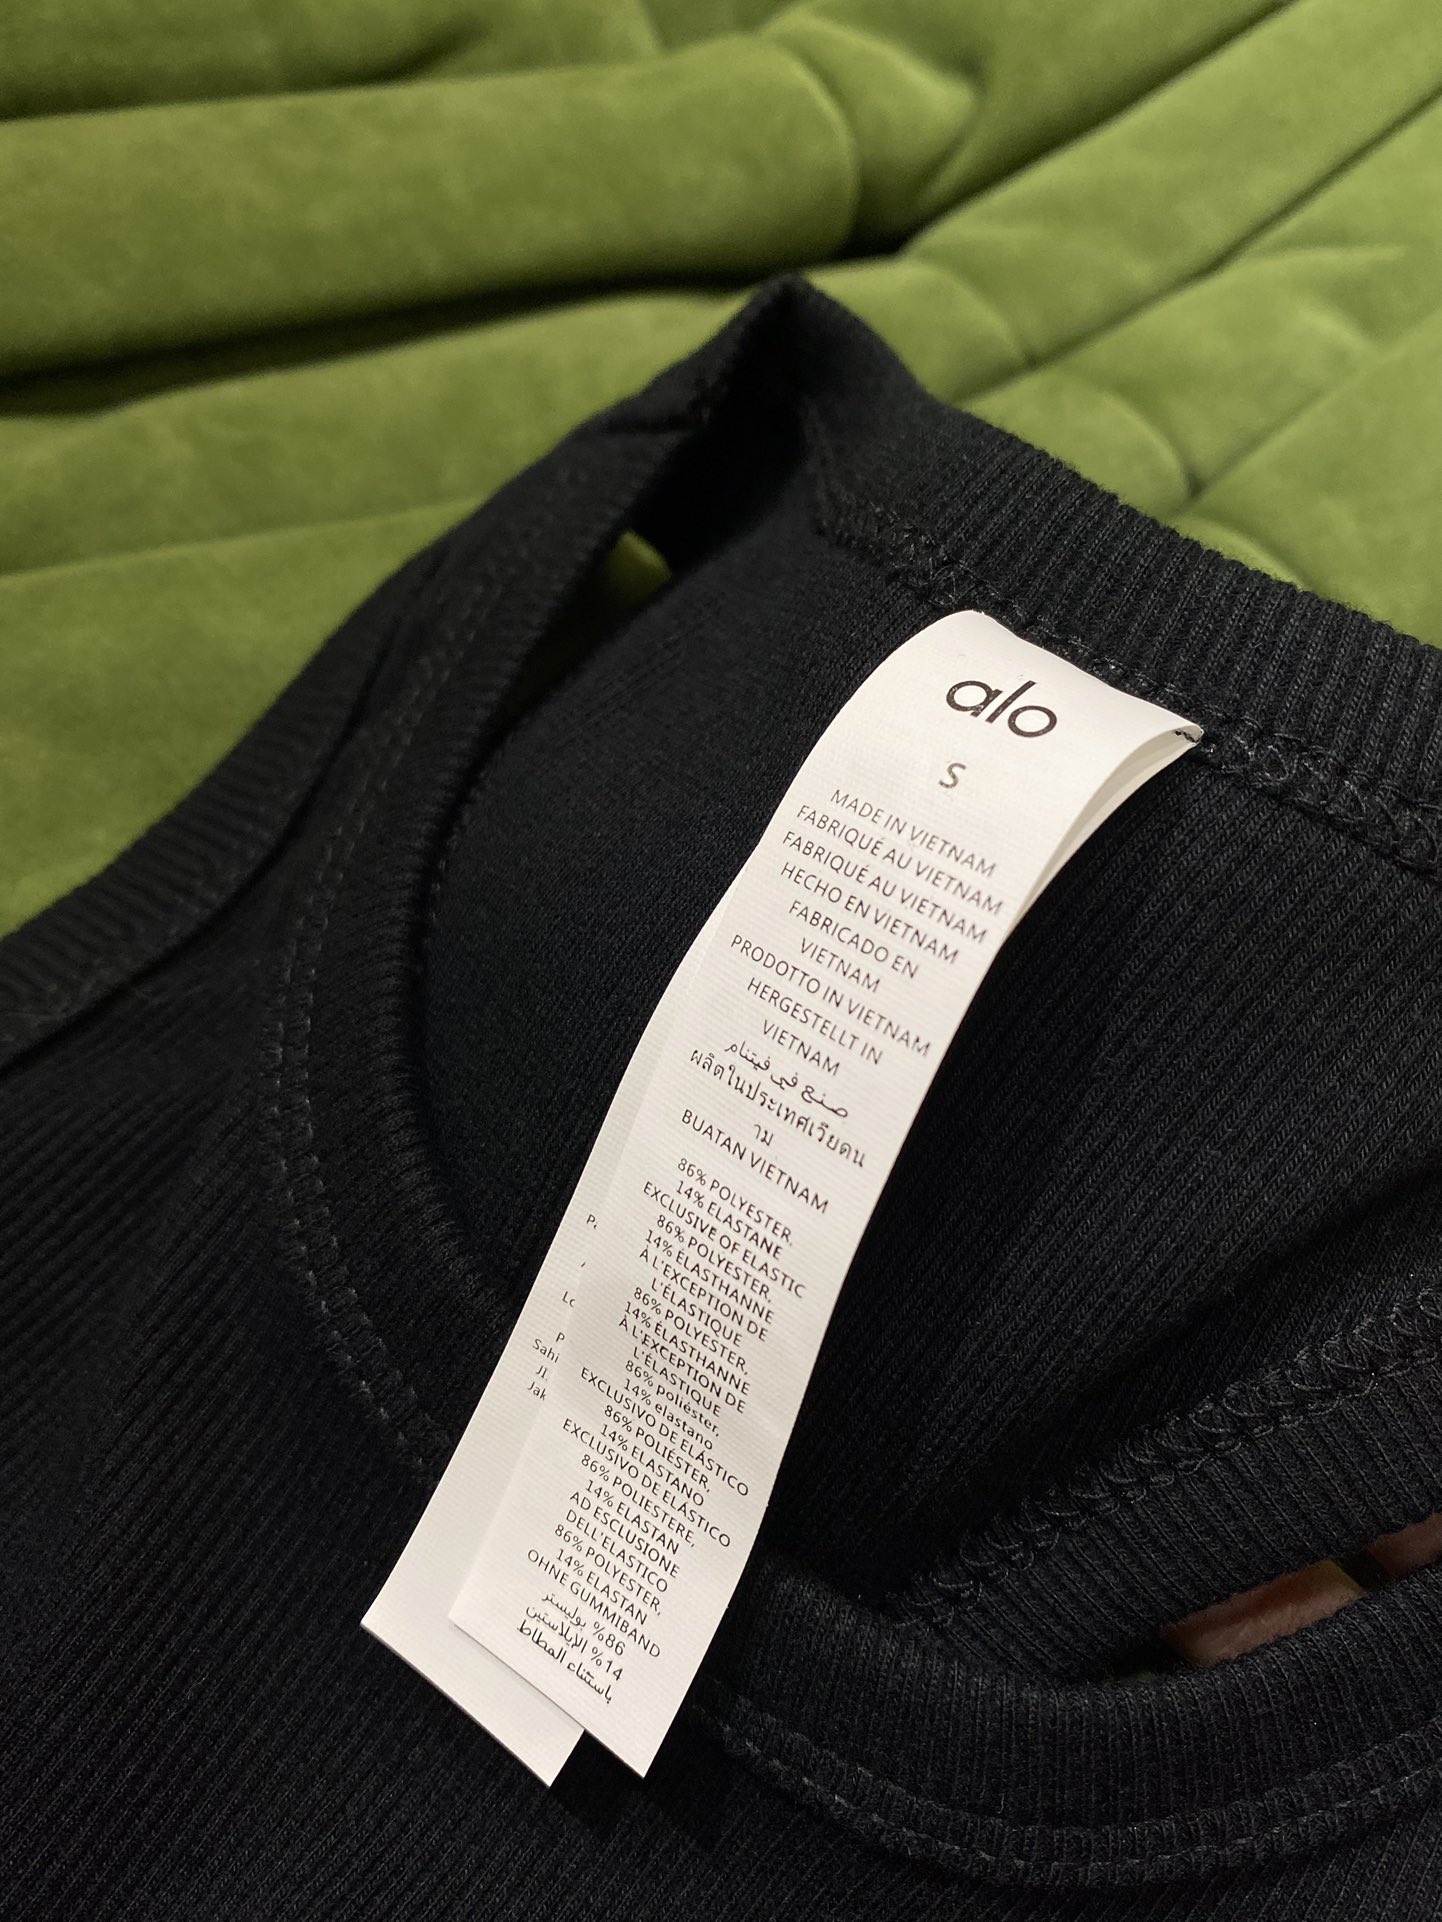 alo
S
MADE IN VIETNAM
FABRIQUÉ AU VIETNAM
FABRIQUÉ AU VIETNAM
HECHO EN VIETNAM
FABRICADO EN
VIETNAM
PRODOTTO IN VIETNAM
HERGESTELLT IN
VIETNAM
صنع في فيتنام
ผลิตในประเทศเวียดน
าม
BUATAN VIETNAM
86% POLYESTER,
14% ELASTANE
EXCLUSIVE OF ELASTIC
86% POLYESTER,
14% ÉLASTHANNE
À L'EXCEPTION DE
L'ÉLASTIQUE
86% POLYESTER,
14% ÉLASTHANNE
À L'EXCEPTION DE
L'ÉLASTIQUE
86% poliéster,
14% elastano
EXCLUSIVO DE ELÁSTICO
86% POLIÉSTER,
14% ELASTANO
EXCLUSIVO DE ELÁSTICO
86% POLIESTERE,
14% ELASTAN
AD ESCLUSIONE
DELL'ELASTICO
86% POLYESTER,
14% ELASTAN
OHNE GUMMIBAND
86% بوليستر
14% الإيلاستين
باستثناء المطاط